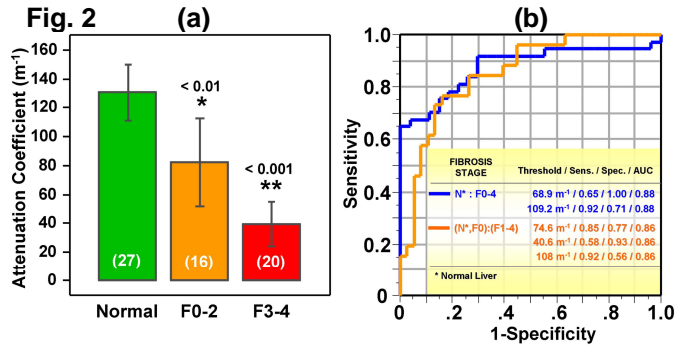 Fig. 2
(a)
Attenuation Coefficient (m-1)
160
140
120
100
80
60
40
20
0
< 0.01
*
< 0.001
**
(27)
(16)
(20)
Normal
F0-2
F3-4
(b)
Sensitivity
1.0
0.8
0.6
0.4
0.2
0
FIBROSIS STAGE
Threshold / Sens. / Spec. / AUC
N* : F0-4
68.9 m-1 / 0.65 / 1.00 / 0.88
109.2 m-1 / 0.92 / 0.71 / 0.88
(N*,F0):(F1-4)
74.6 m-1 / 0.85 / 0.77 / 0.86
40.6 m-1 / 0.58 / 0.93 / 0.86
108 m-1 / 0.92 / 0.56 / 0.86
* Normal Liver
0
.2
.4
.6
.8
1.0
1-Specificity